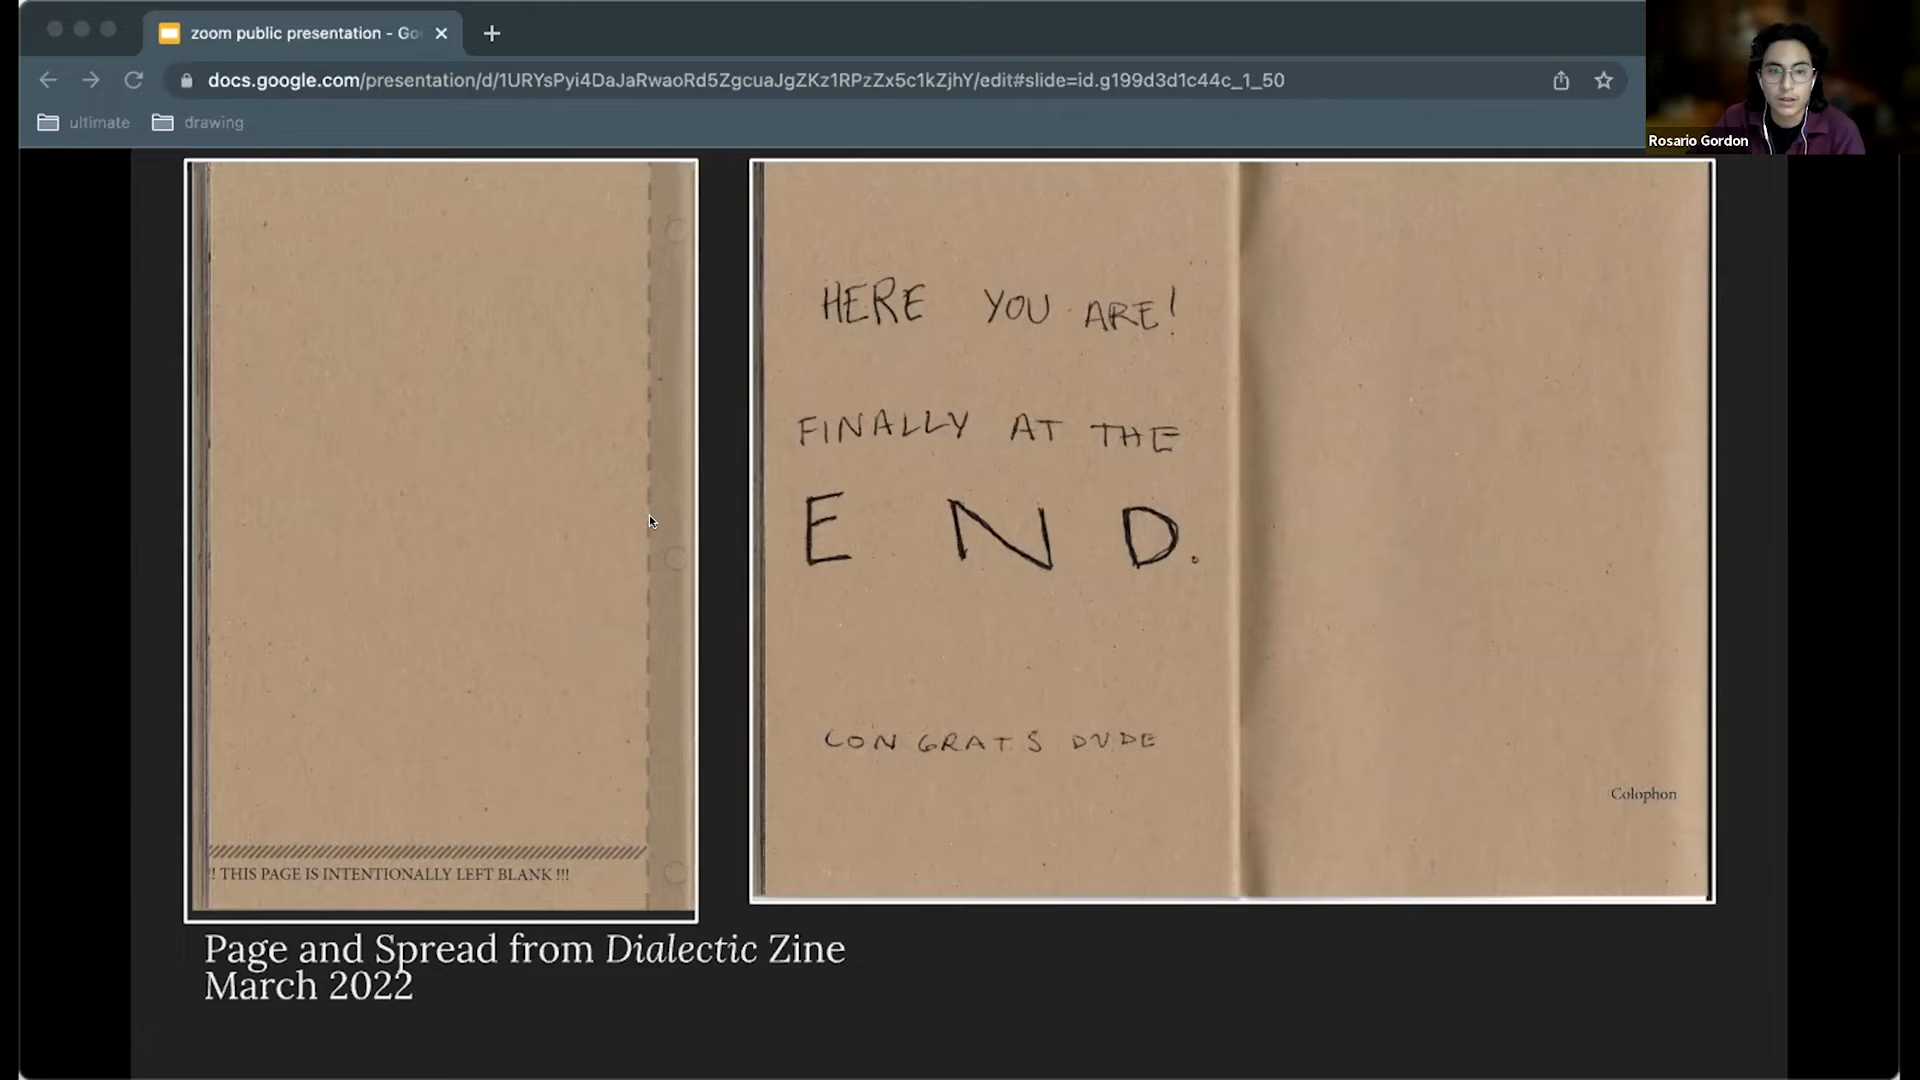 zoom public presentation - Go
docs.google.com/presentation/d/1URYsPyi4DaJaRwaoRd5ZgcuaJgZKz1RPzZx5c1kZjhY/edit#slide=id.g199d3d1c44c_1_50
ultimate drawing
Rosario Gordon
!! THIS PAGE IS INTENTIONALLY LEFT BLANK !!!
HERE YOU ARE!
FINALLY AT THE
END.
CONGRATS DUDE
Colophon
Page and Spread from Dialectic Zine
March 2022